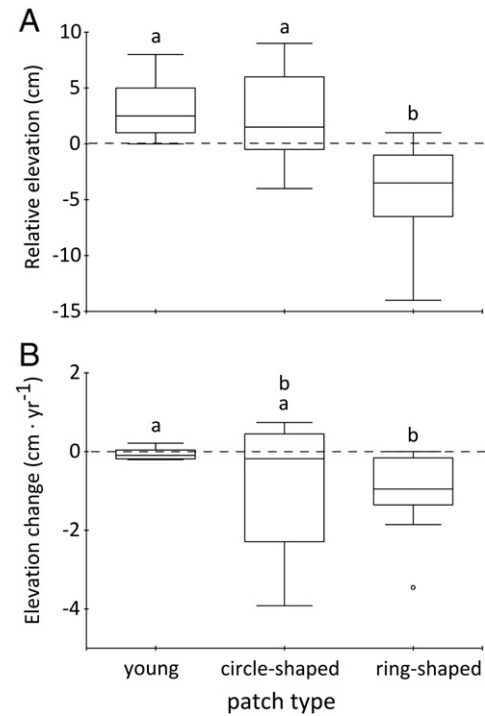 A
Relative elevation (cm)
10
5
0
-5
-10
-15
a
a
b
B
Elevation change (cm · yr⁻¹)
2
0
-2
-4
a
b
a
b
young
circle-shaped
ring-shaped
patch type